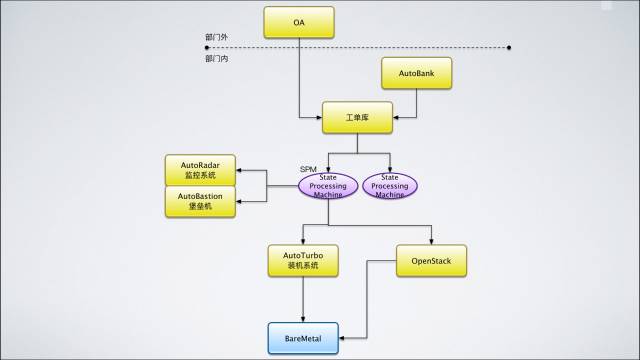 OA
部门外
部门内
AutoBank
工单库
AutoRadar
监控系统
SPM
State
Processing
Machine
State
Processing
Machine
AutoBastion
堡垒机
AutoTurbo
装机系统
OpenStack
BareMetal